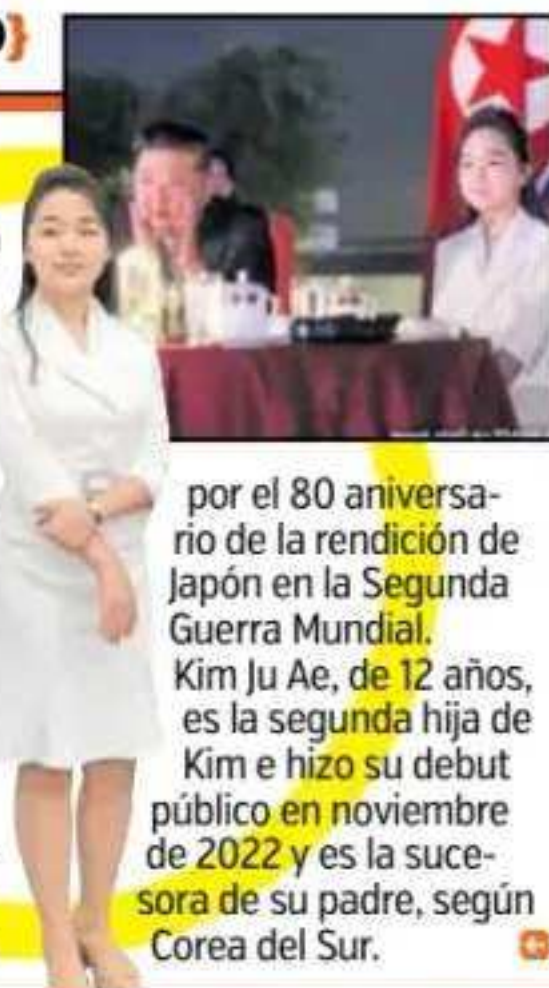 por el 80 aniversa-
rio de la rendición de
Japón en la Segunda
Guerra Mundial.
Kim Ju Ae, de 12 años,
es la segunda hija de
Kim e hizo su debut
público en noviembre
de 2022 y es la suce-
sora de su padre, según
Corea del Sur.